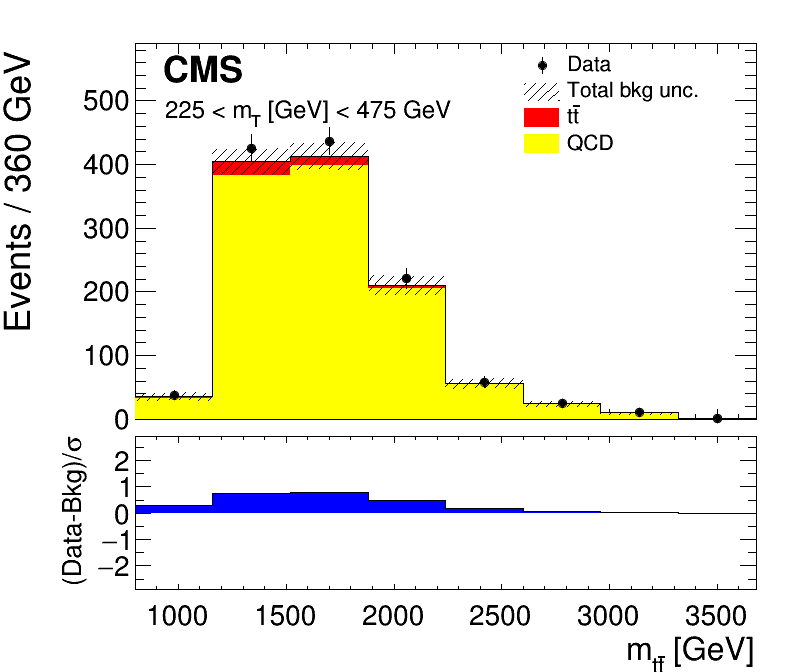 CMS
225 < m_T [GeV] < 475 GeV
Data
Total bkg unc.
tt̄
QCD
Events / 360 GeV
500
400
300
200
100
0
(Data-Bkg)/σ
2
1
0
−1
−2
1000 1500 2000 2500 3000 3500
m_tt̄ [GeV]